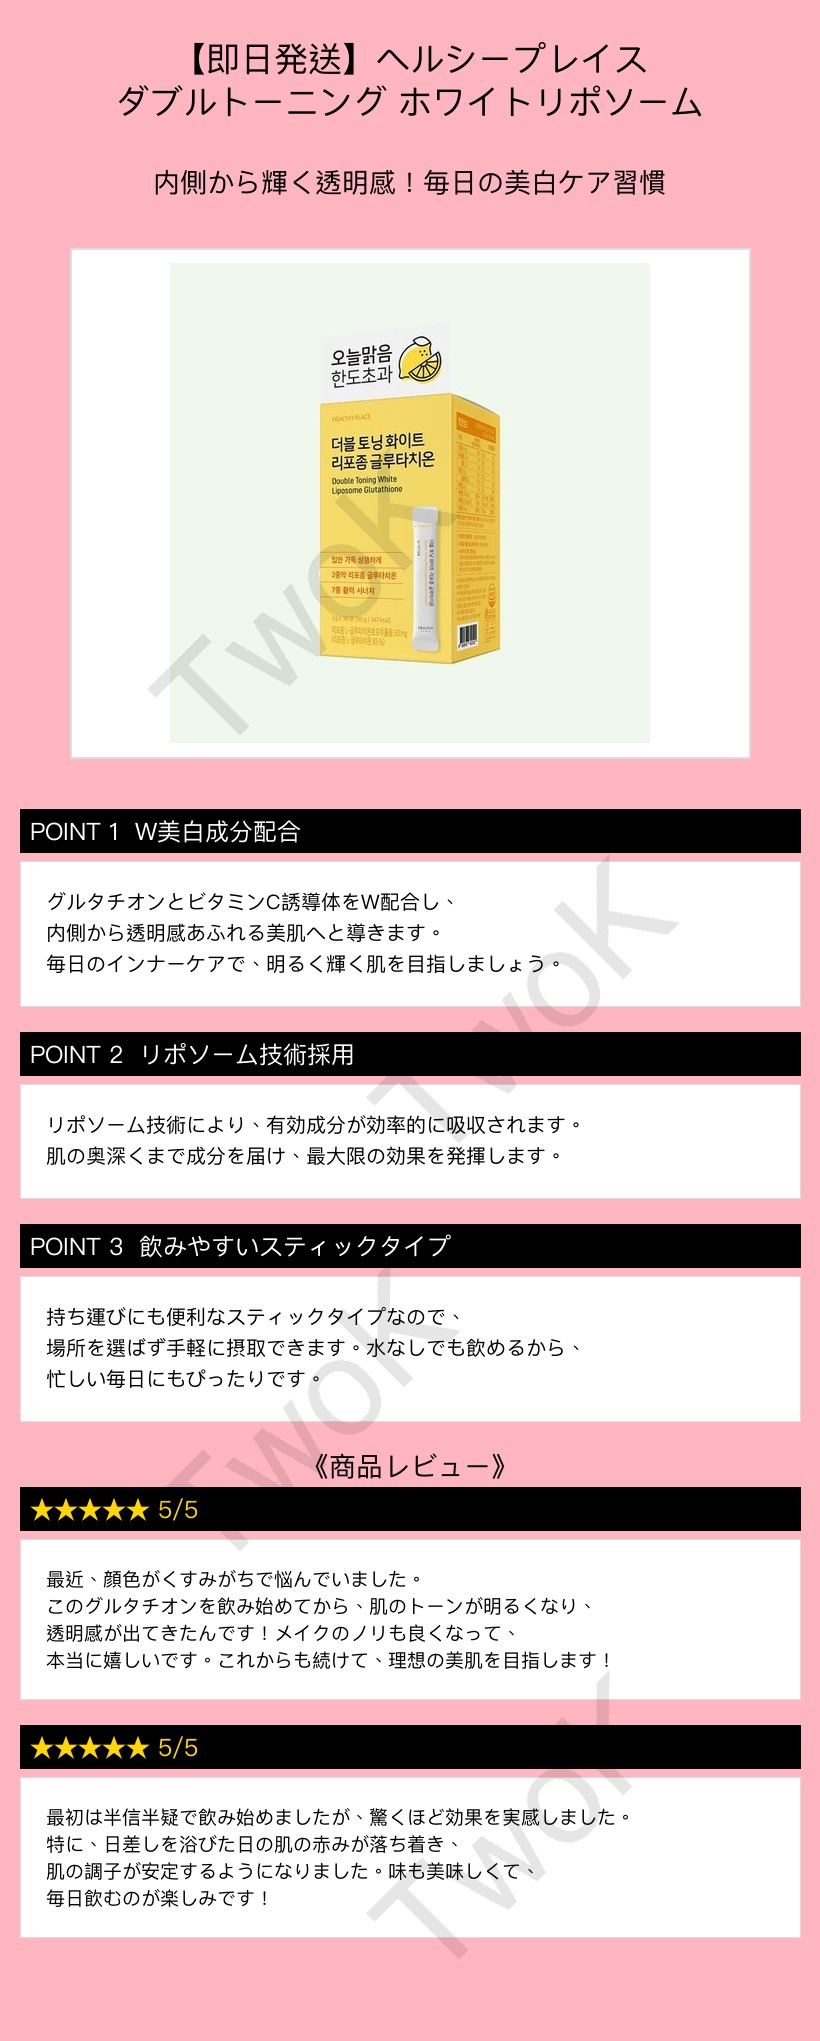 【即日発送】ヘルシープレイス
ダブルトーニング ホワイトリポソーム
内側から輝く透明感！毎日の美白ケア習慣
오늘맑음
한도초과
HEALTHY PLACE
더블 토닝 화이트
리포좀 글루타치온
Double Toning White
Liposome Glutathione
입안 가득 상큼하게
2중막 리포좀 글루타치온
7종 활력 시너지
TwoK
POINT 1 W美白成分配合
グルタチオンとビタミンC誘導体をW配合し、
内側から透明感あふれる美肌へと導きます。
毎日のインナーケアで、明るく輝く肌を目指しましょう。
TwoK
POINT 2 リポソーム技術採用
リポソーム技術により、有効成分が効率的に吸収されます。
肌の奥深くまで成分を届け、最大限の効果を発揮します。
POINT 3 飲みやすいスティックタイプ
持ち運びにも便利なスティックタイプなので、
場所を選ばず手軽に摂取できます。水なしでも飲めるから、
忙しい毎日にもぴったりです。
TwoK
《商品レビュー》
★★★★★ 5/5
最近、顔色がくすみがちで悩んでいました。
このグルタチオンを飲み始めてから、肌のトーンが明るくなり、
透明感が出てきたんです！メイクのノリも良くなって、
本当に嬉しいです。これからも続けて、理想の美肌を目指します！
★★★★★ 5/5
最初は半信半疑で飲み始めましたが、驚くほど効果を実感しました。
特に、日差しを浴びた日の肌の赤みが落ち着き、
肌の調子が安定するようになりました。味も美味しくて、
毎日飲むのが楽しみです！
TwoK